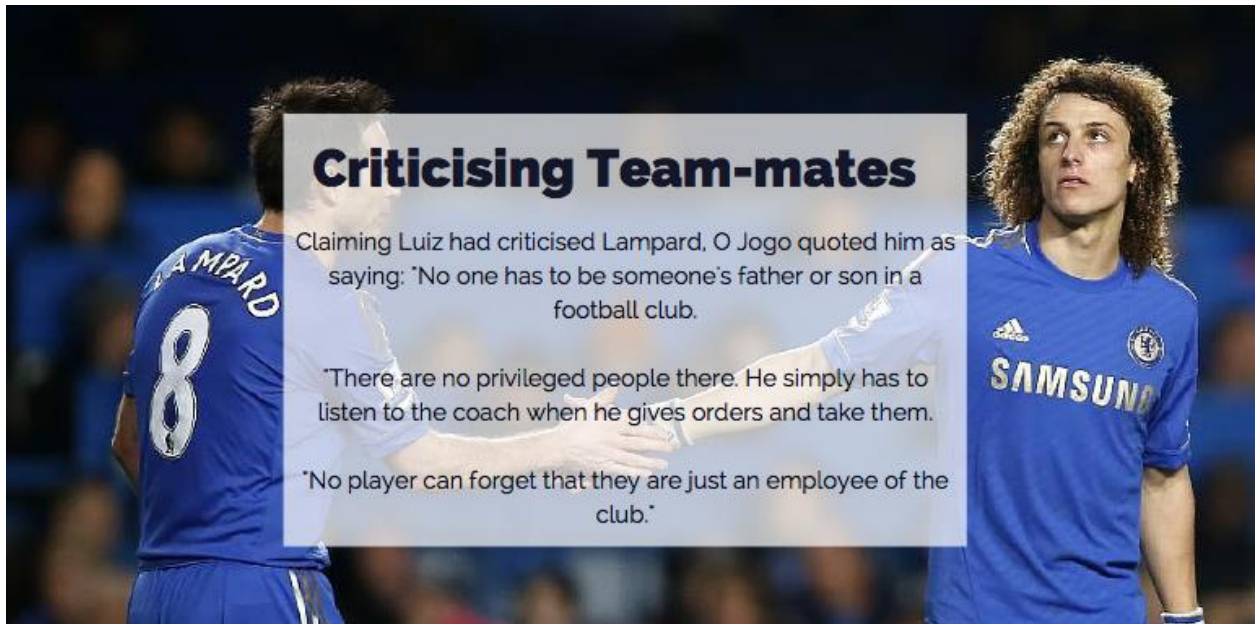 Criticising Team-mates
Claiming Luiz had criticised Lampard, O Jogo quoted him as
saying: "No one has to be someone's father or son in a
football club.
"There are no privileged people there. He simply has to
listen to the coach when he gives orders and take them.
"No player can forget that they are just an employee of the
club."
LAMPARD
8
adidas
SAMSUNG